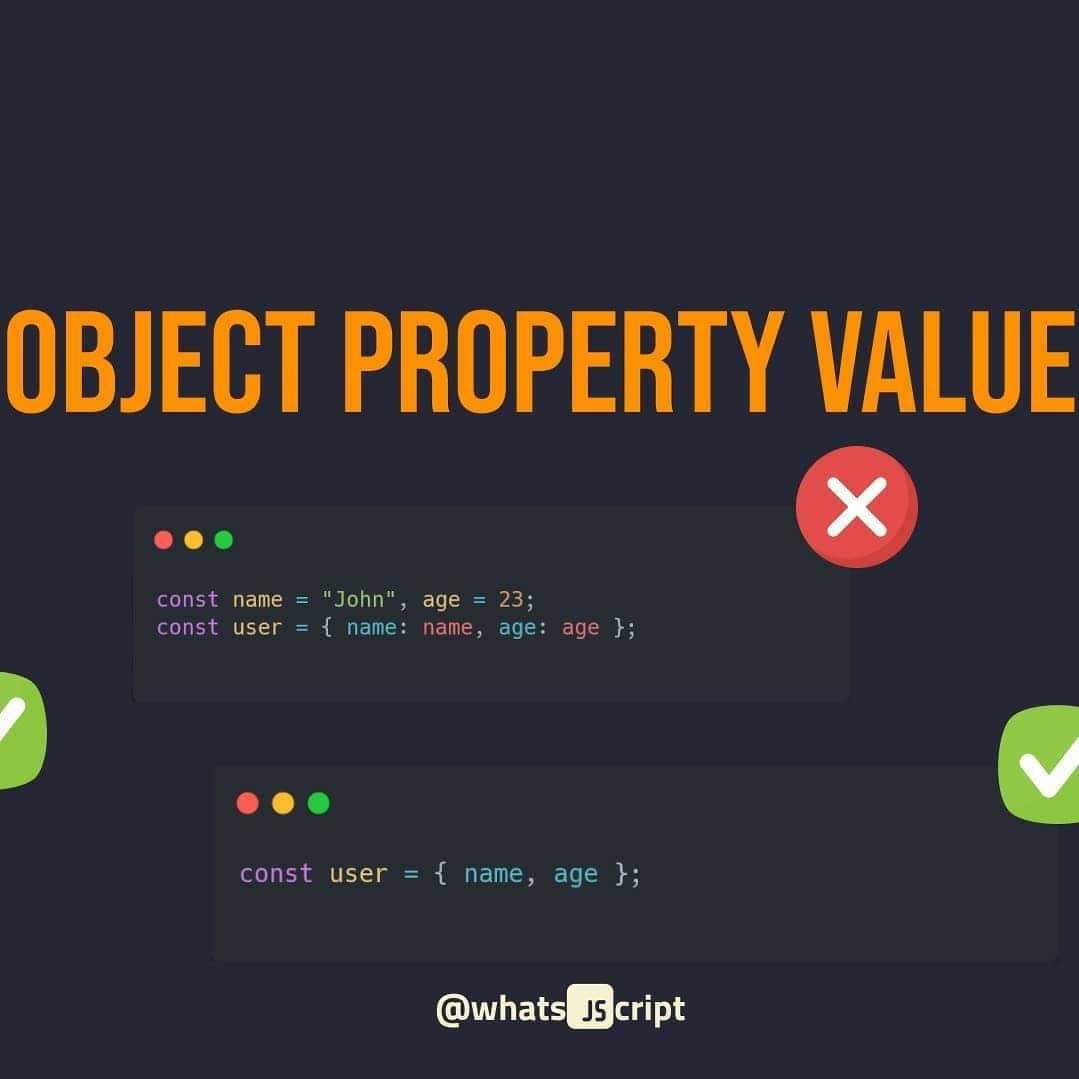 OBJECT PROPERTY VALUE
const name = "John", age = 23;
const user = { name: name, age: age };
const user = { name, age };
@whatsJScript